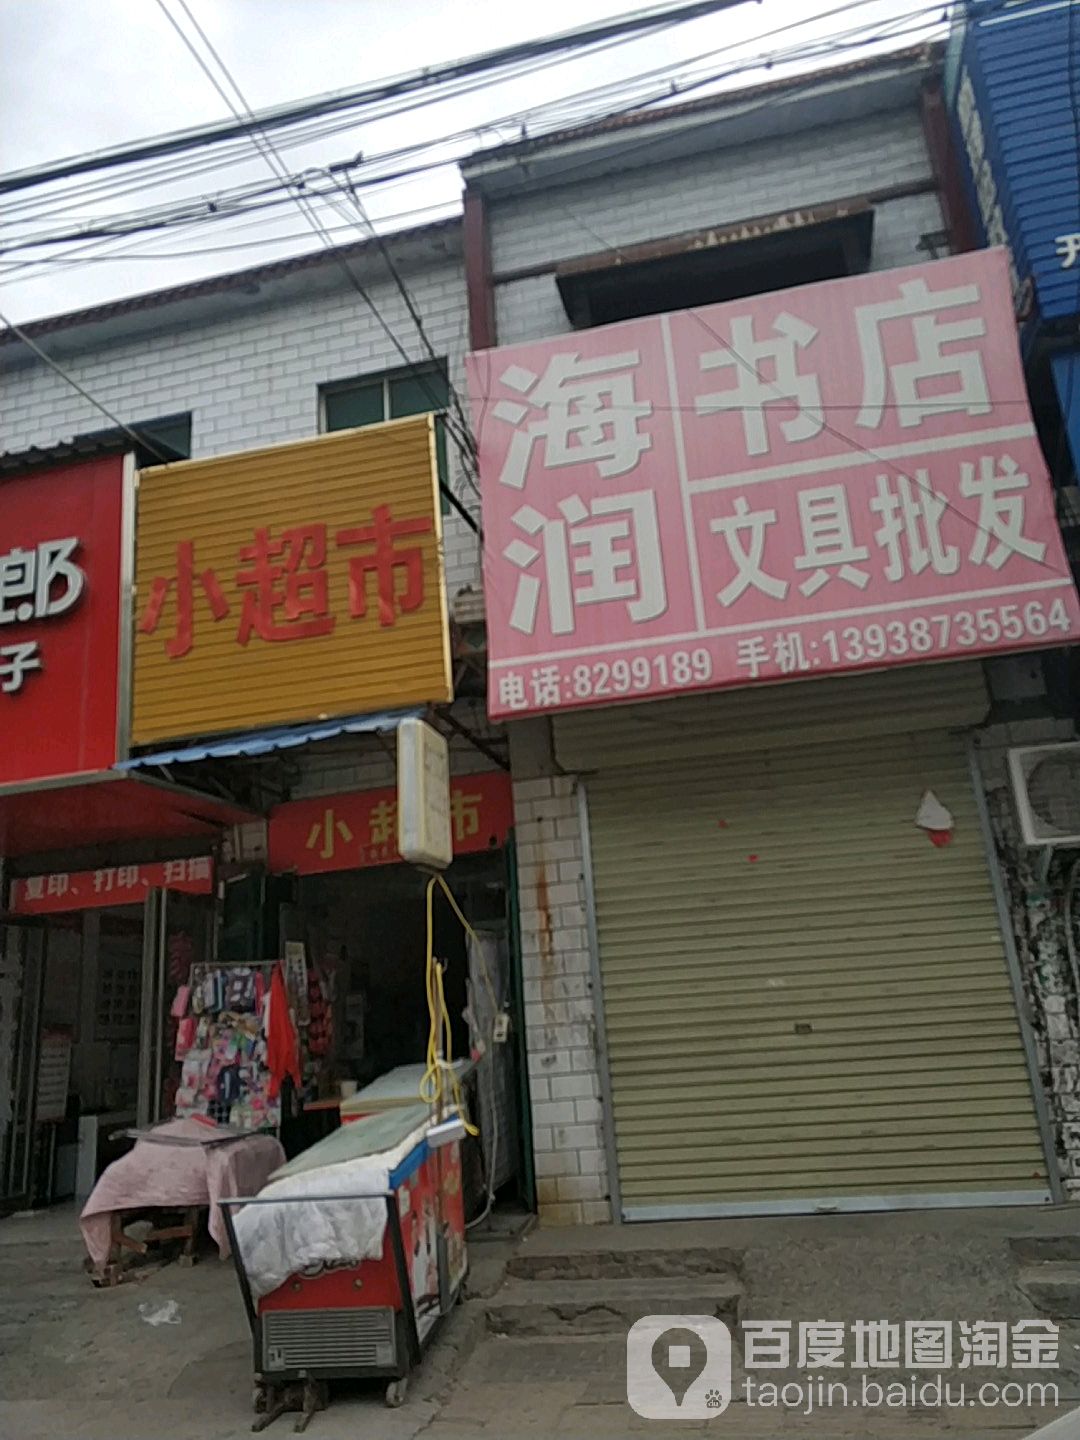 海润
书店
文具批发
电话:8299189 手机:13938735564
小超市
郎
子
小超市
复印、打印、扫描
开
百度地图淘金
taojin.baidu.com